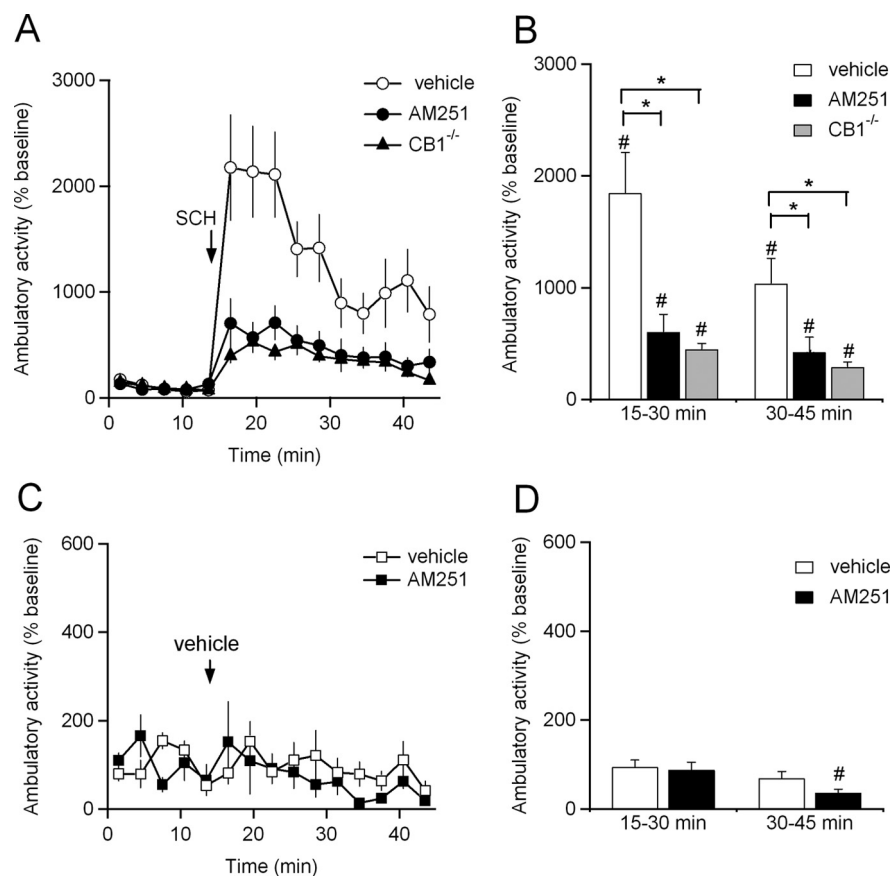 A
Ambulatory activity (% baseline)
3000
2000
1000
0
SCH
vehicle
AM251
CB1-/-
0 10 20 30 40
Time (min)
B
Ambulatory activity (% baseline)
3000
2000
1000
0
vehicle
AM251
CB1-/-
*
*
#
#
#
*
*
#
#
#
15-30 min 30-45 min
C
Ambulatory activity (% baseline)
600
400
200
0
vehicle
vehicle
AM251
0 10 20 30 40
Time (min)
D
Ambulatory activity (% baseline)
600
400
200
0
vehicle
AM251
#
15-30 min 30-45 min